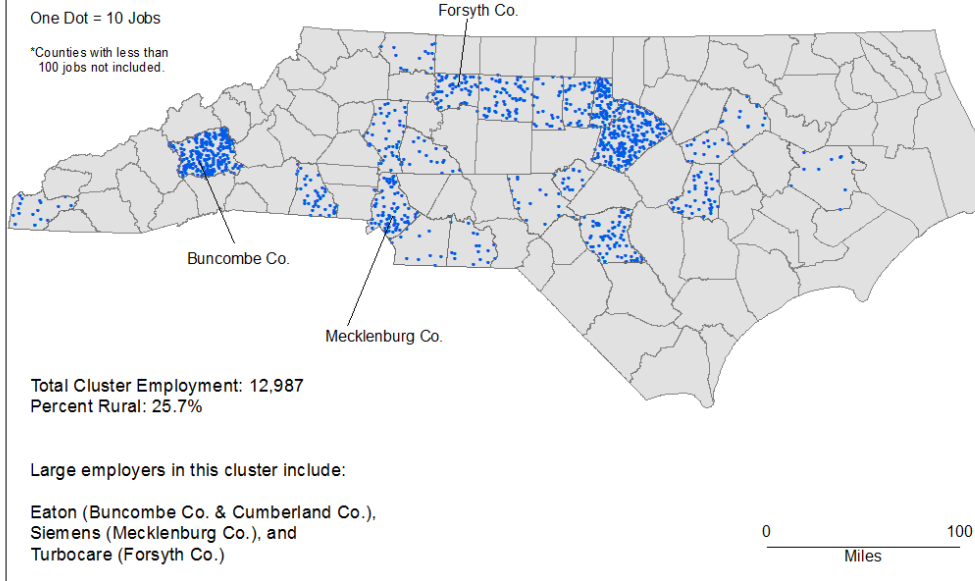 Forsyth Co.
One Dot = 10 Jobs
*Counties with less than
100 jobs not included.
Buncombe Co.
Mecklenburg Co.
Total Cluster Employment: 12,987
Percent Rural: 25.7%
Large employers in this cluster include:
Eaton (Buncombe Co. & Cumberland Co.),
Siemens (Mecklenburg Co.), and
Turbocare (Forsyth Co.)
0 100
Miles